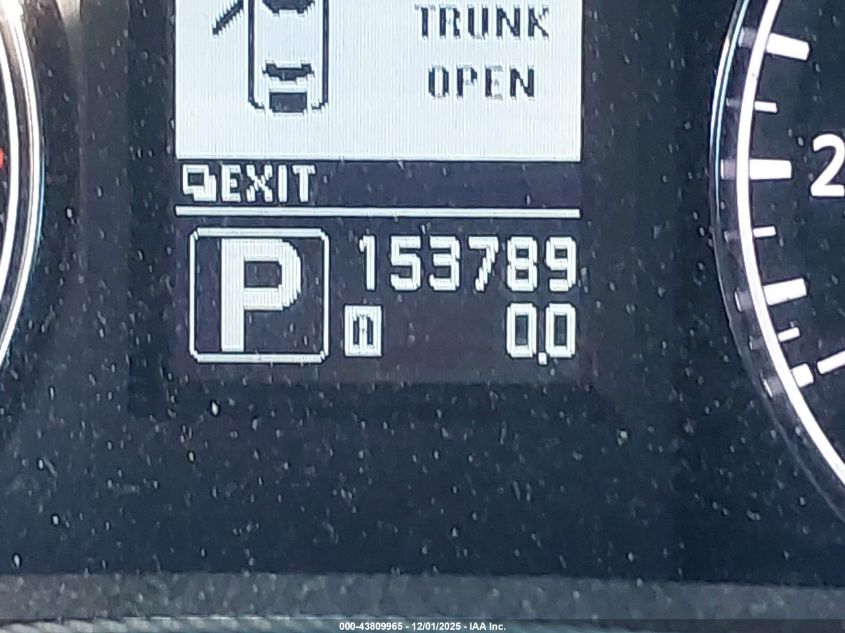 TRUNK
OPEN
EXIT
P
153789
0.0
2
000-43809965 - 12/01/2025 - IAA Inc.